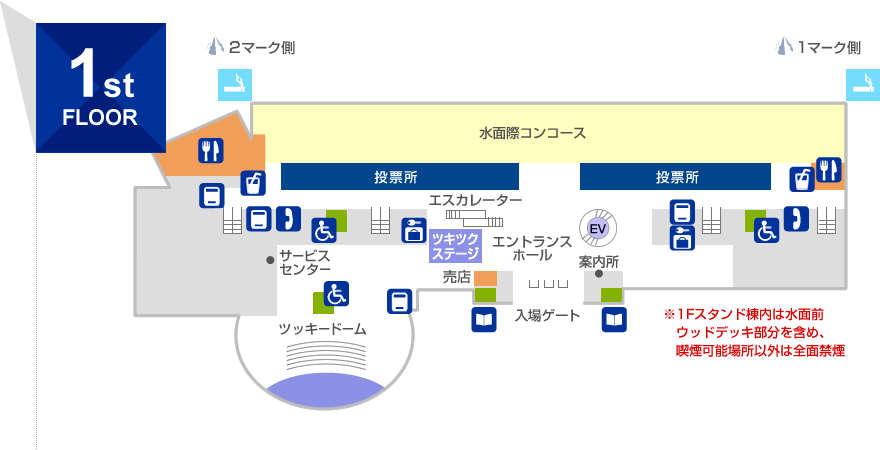 1st
FLOOR
2マーク側
1マーク側
水面際コンコース
投票所
投票所
エスカレーター
ツキツク
ステージ
エントランス
ホール
EV
案内所
サービス
センター
売店
入場ゲート
ツッキードーム
※1Fスタンド棟内は水面前
ウッドデッキ部分を含め、
喫煙可能場所以外は全面禁煙